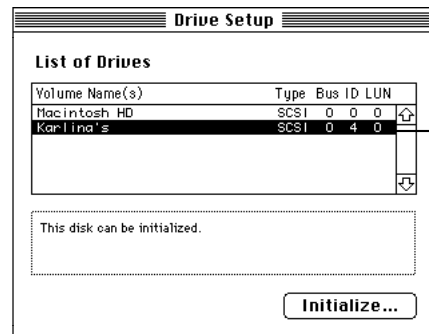 Drive Setup
List of Drives
Volume Name(s) Type Bus ID LUN
Macintosh HD SCSI 0 0 0
Karlina's SCSI 0 4 0
This disk can be initialized.
Initialize...